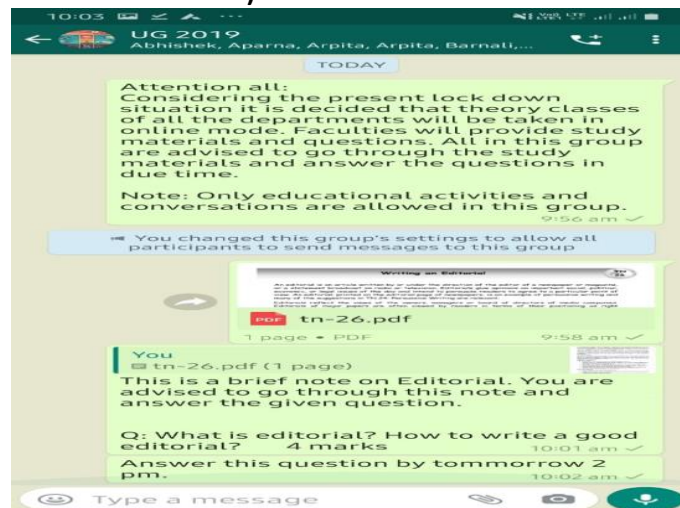 10:03
UG 2019
Abhishek, Aparna, Arpita, Arpita, Barnali,...
TODAY
Attention all:
Considering the present lock down
situation it is decided that theory classes
of all the departments will be taken in
online mode. Faculties will provide study
materials and questions. All in this group
are advised to go through the study
materials and answer the questions in
due time.
Note: Only educational activities and
conversations are allowed in this group.
9:56 am
You changed this group's settings to allow all
participants to send messages to this group
Writing an Editorial
tn-26.pdf
PDF
1 page • PDF
9:58 am
You
tn-26.pdf (1 page)
This is a brief note on Editorial. You are
advised to go through this note and
answer the given question.
Q: What is editorial? How to write a good
editorial? 4 marks
10:01 am
Answer this question by tommorrow 2
pm.
10:02 am
Type a message